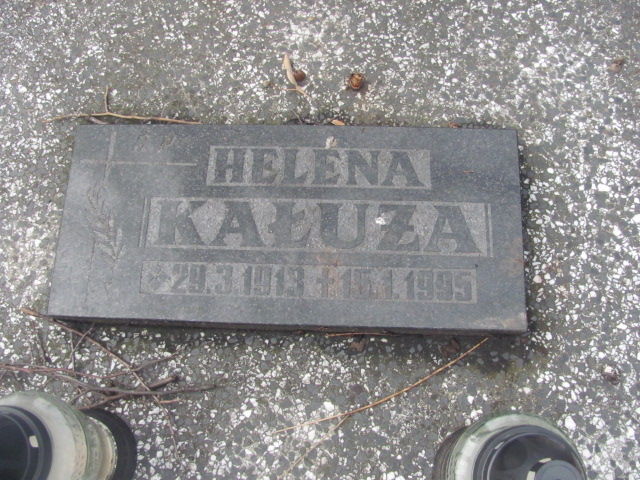 Ś. P.
HELENA
KAŁUŻA
* 29.3.1913 + 15.1.1995